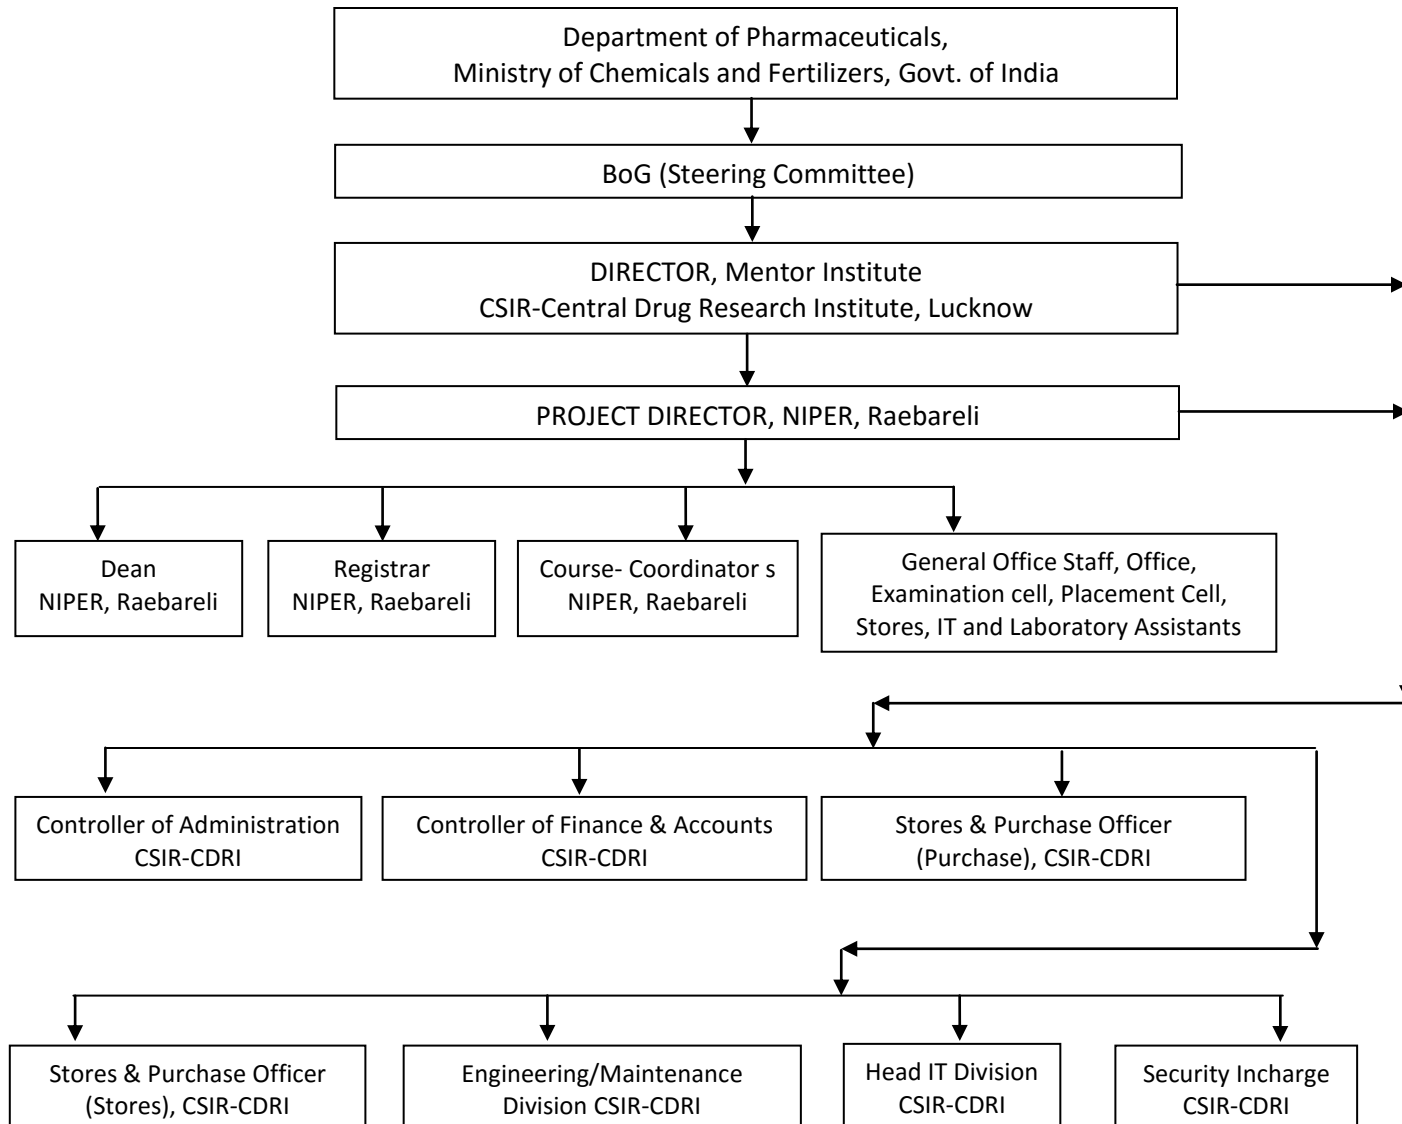 Department of Pharmaceuticals,
Ministry of Chemicals and Fertilizers, Govt. of India
BoG (Steering Committee)
DIRECTOR, Mentor Institute
CSIR-Central Drug Research Institute, Lucknow
PROJECT DIRECTOR, NIPER, Raebareli
Dean
NIPER, Raebareli
Registrar
NIPER, Raebareli
Course- Coordinator s
NIPER, Raebareli
General Office Staff, Office,
Examination cell, Placement Cell,
Stores, IT and Laboratory Assistants
Controller of Administration
CSIR-CDRI
Controller of Finance & Accounts
CSIR-CDRI
Stores & Purchase Officer
(Purchase), CSIR-CDRI
Stores & Purchase Officer
(Stores), CSIR-CDRI
Engineering/Maintenance
Division CSIR-CDRI
Head IT Division
CSIR-CDRI
Security Incharge
CSIR-CDRI